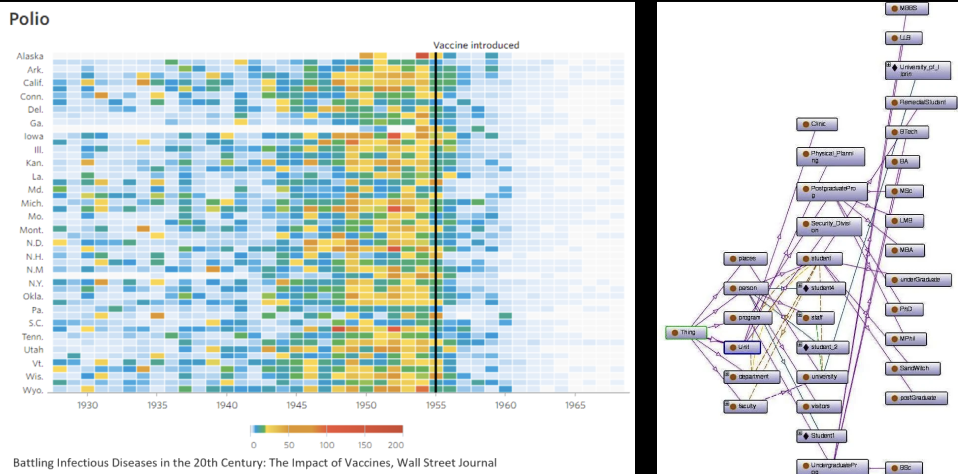 Polio
Vaccine introduced
Alaska
Ark.
Calif.
Conn.
Del.
Ga.
Iowa
Ill.
Kan.
La.
Md.
Mich.
Mo.
Mont.
N.D.
N.H.
N.M
N.Y.
Okla.
Pa.
S.C.
Tenn.
Utah
Vt.
Wis.
Wyo.
1930 1935 1940 1945 1950 1955 1960 1965
0 50 100 150 200
Battling Infectious Diseases in the 20th Century: The Impact of Vaccines, Wall Street Journal
Thing
places
person
program
unit
department
faculty
Clinic
Physical_Planni
ng
PostgraduatePro
g
Security_Divisi
on
student
student4
staff
student_2
university
visitors
Student1
UndergraduatePr
og
MBBS
LLB
RemedialStudent
BTech
BA
MSc
LMB
MBA
underGraduate
PhD
MPhil
SandWitch
postGraduate
BSc